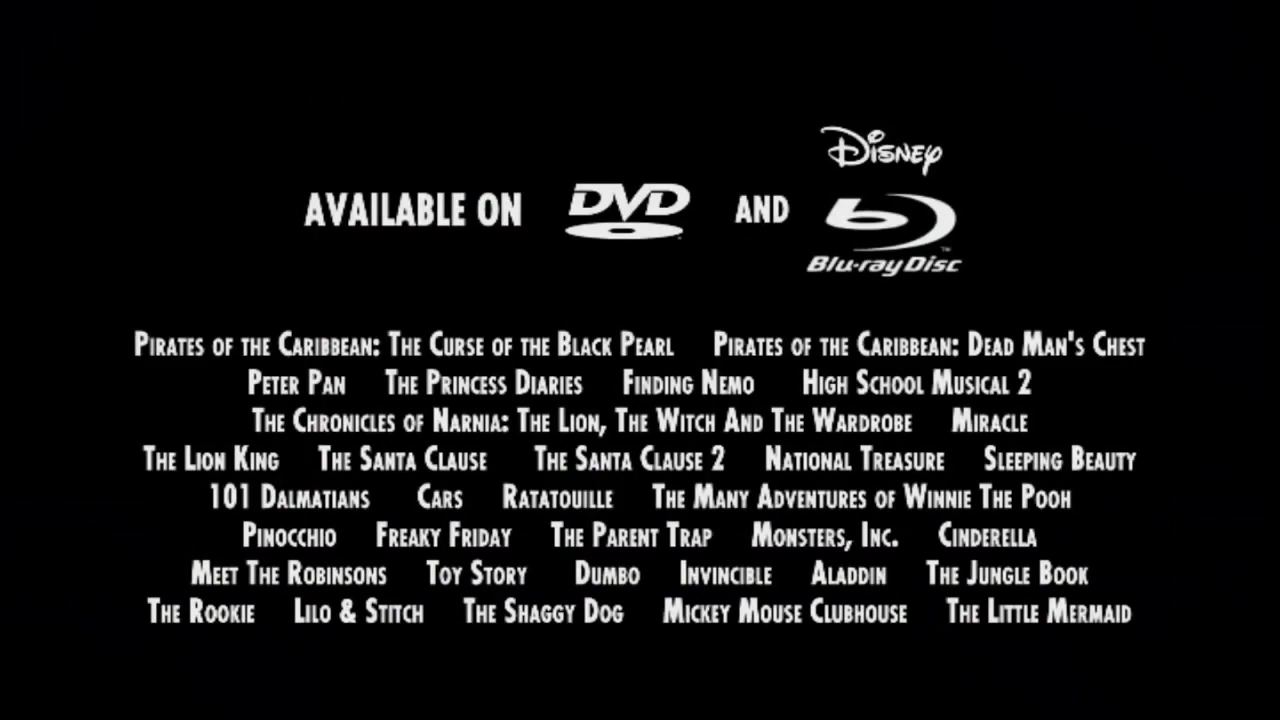 DISNEY
AVAILABLE ON DVD AND
Blu-ray Disc™
PIRATES OF THE CARIBBEAN: THE CURSE OF THE BLACK PEARL PIRATES OF THE CARIBBEAN: DEAD MAN'S CHEST
PETER PAN THE PRINCESS DIARIES FINDING NEMO HIGH SCHOOL MUSICAL 2
THE CHRONICLES OF NARNIA: THE LION, THE WITCH AND THE WARDROBE MIRACLE
THE LION KING THE SANTA CLAUSE THE SANTA CLAUSE 2 NATIONAL TREASURE SLEEPING BEAUTY
101 DALMATIANS CARS RATATOUILLE THE MANY ADVENTURES OF WINNIE THE POOH
PINOCCHIO FREAKY FRIDAY THE PARENT TRAP MONSTERS, INC. CINDERELLA
MEET THE ROBINSONS TOY STORY DUMBO INVINCIBLE ALADDIN THE JUNGLE BOOK
THE ROOKIE LILO & STITCH THE SHAGGY DOG MICKEY MOUSE CLUBHOUSE THE LITTLE MERMAID